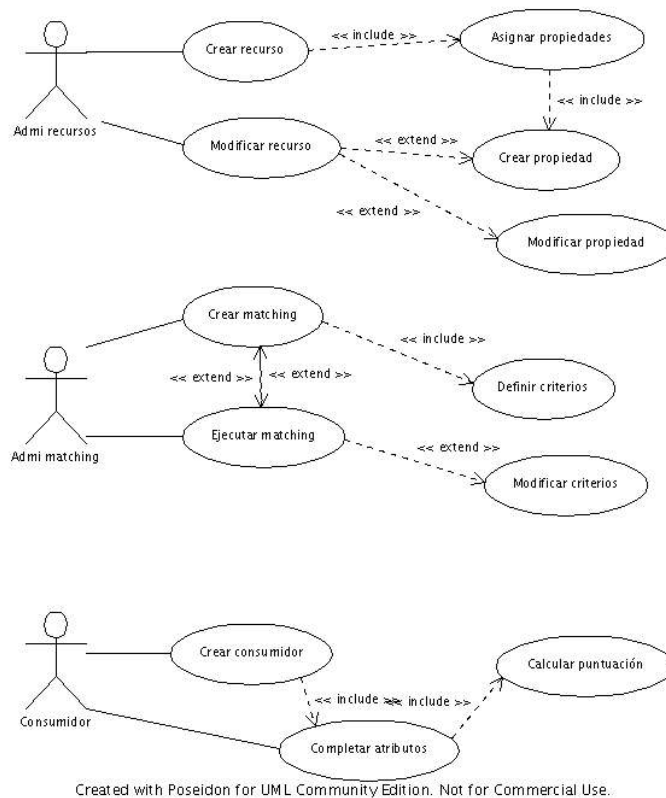 Crear recurso
<< include >>
Asignar propiedades
<< include >>
Admi recursos
Modificar recurso
<< extend >>
Crear propiedad
<< extend >>
Modificar propiedad
Crear matching
<< include >>
<< extend >>
<< extend >>
Definir criterios
Admi matching
Ejecutar matching
<< extend >>
Modificar criterios
Crear consumidor
Calcular puntuación
<< include >>
<< include >>
Consumidor
Completar atributos
Created with Poseidon for UML Community Edition. Not for Commercial Use.